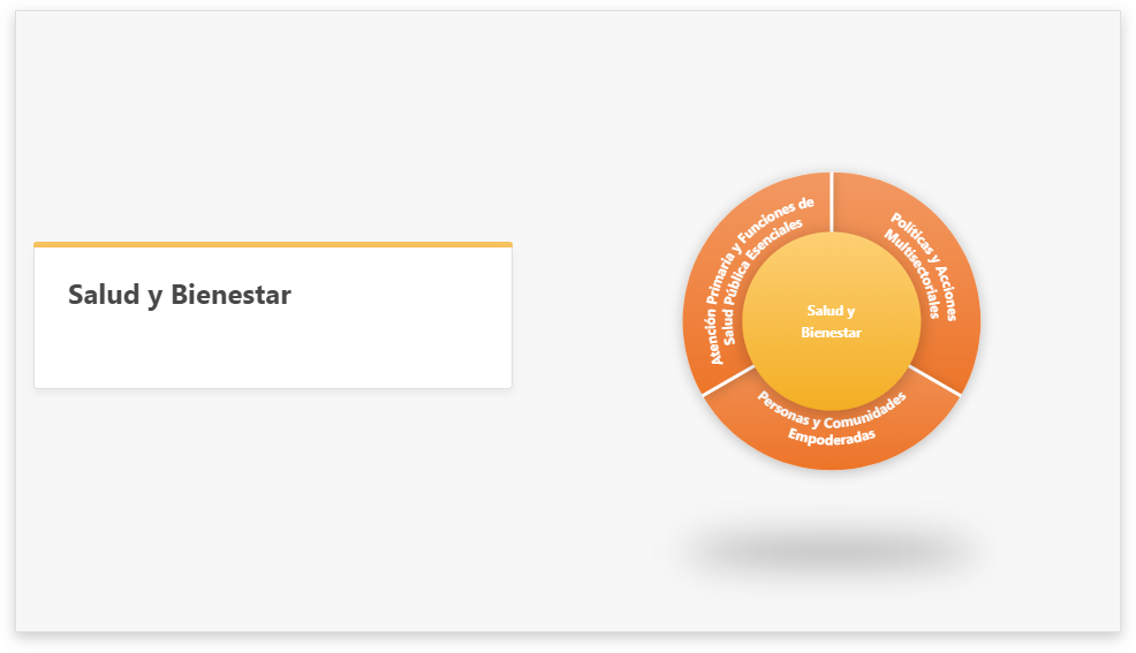 Salud y Bienestar
Atención Primaria y Funciones de
Salud Pública Esenciales
Políticas y Acciones
Multisectoriales
Salud y
Bienestar
Personas y Comunidades
Empoderadas